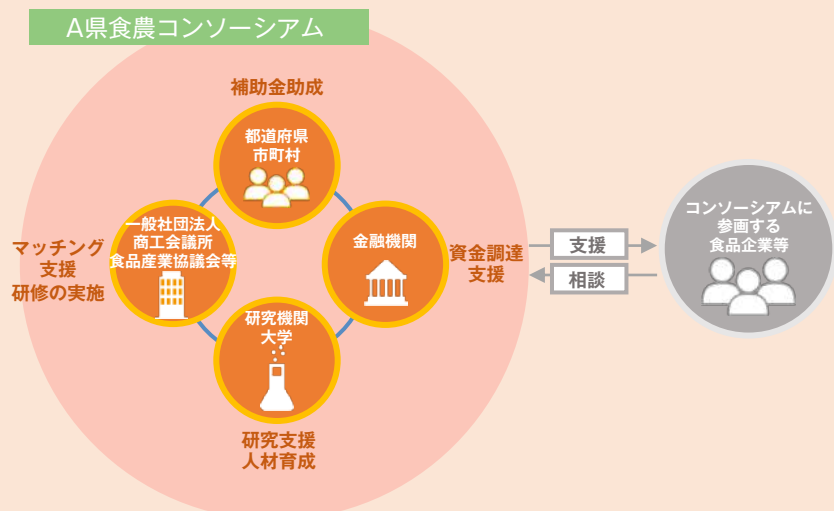 A県食農コンソーシアム
補助金助成
都道府県
市町村
一般社団法人
商工会議所
食品産業協議会等
マッチング
支援
研修の実施
金融機関
資金調達
支援
研究機関
大学
研究支援
人材育成
支援
相談
コンソーシアムに
参画する
食品企業等